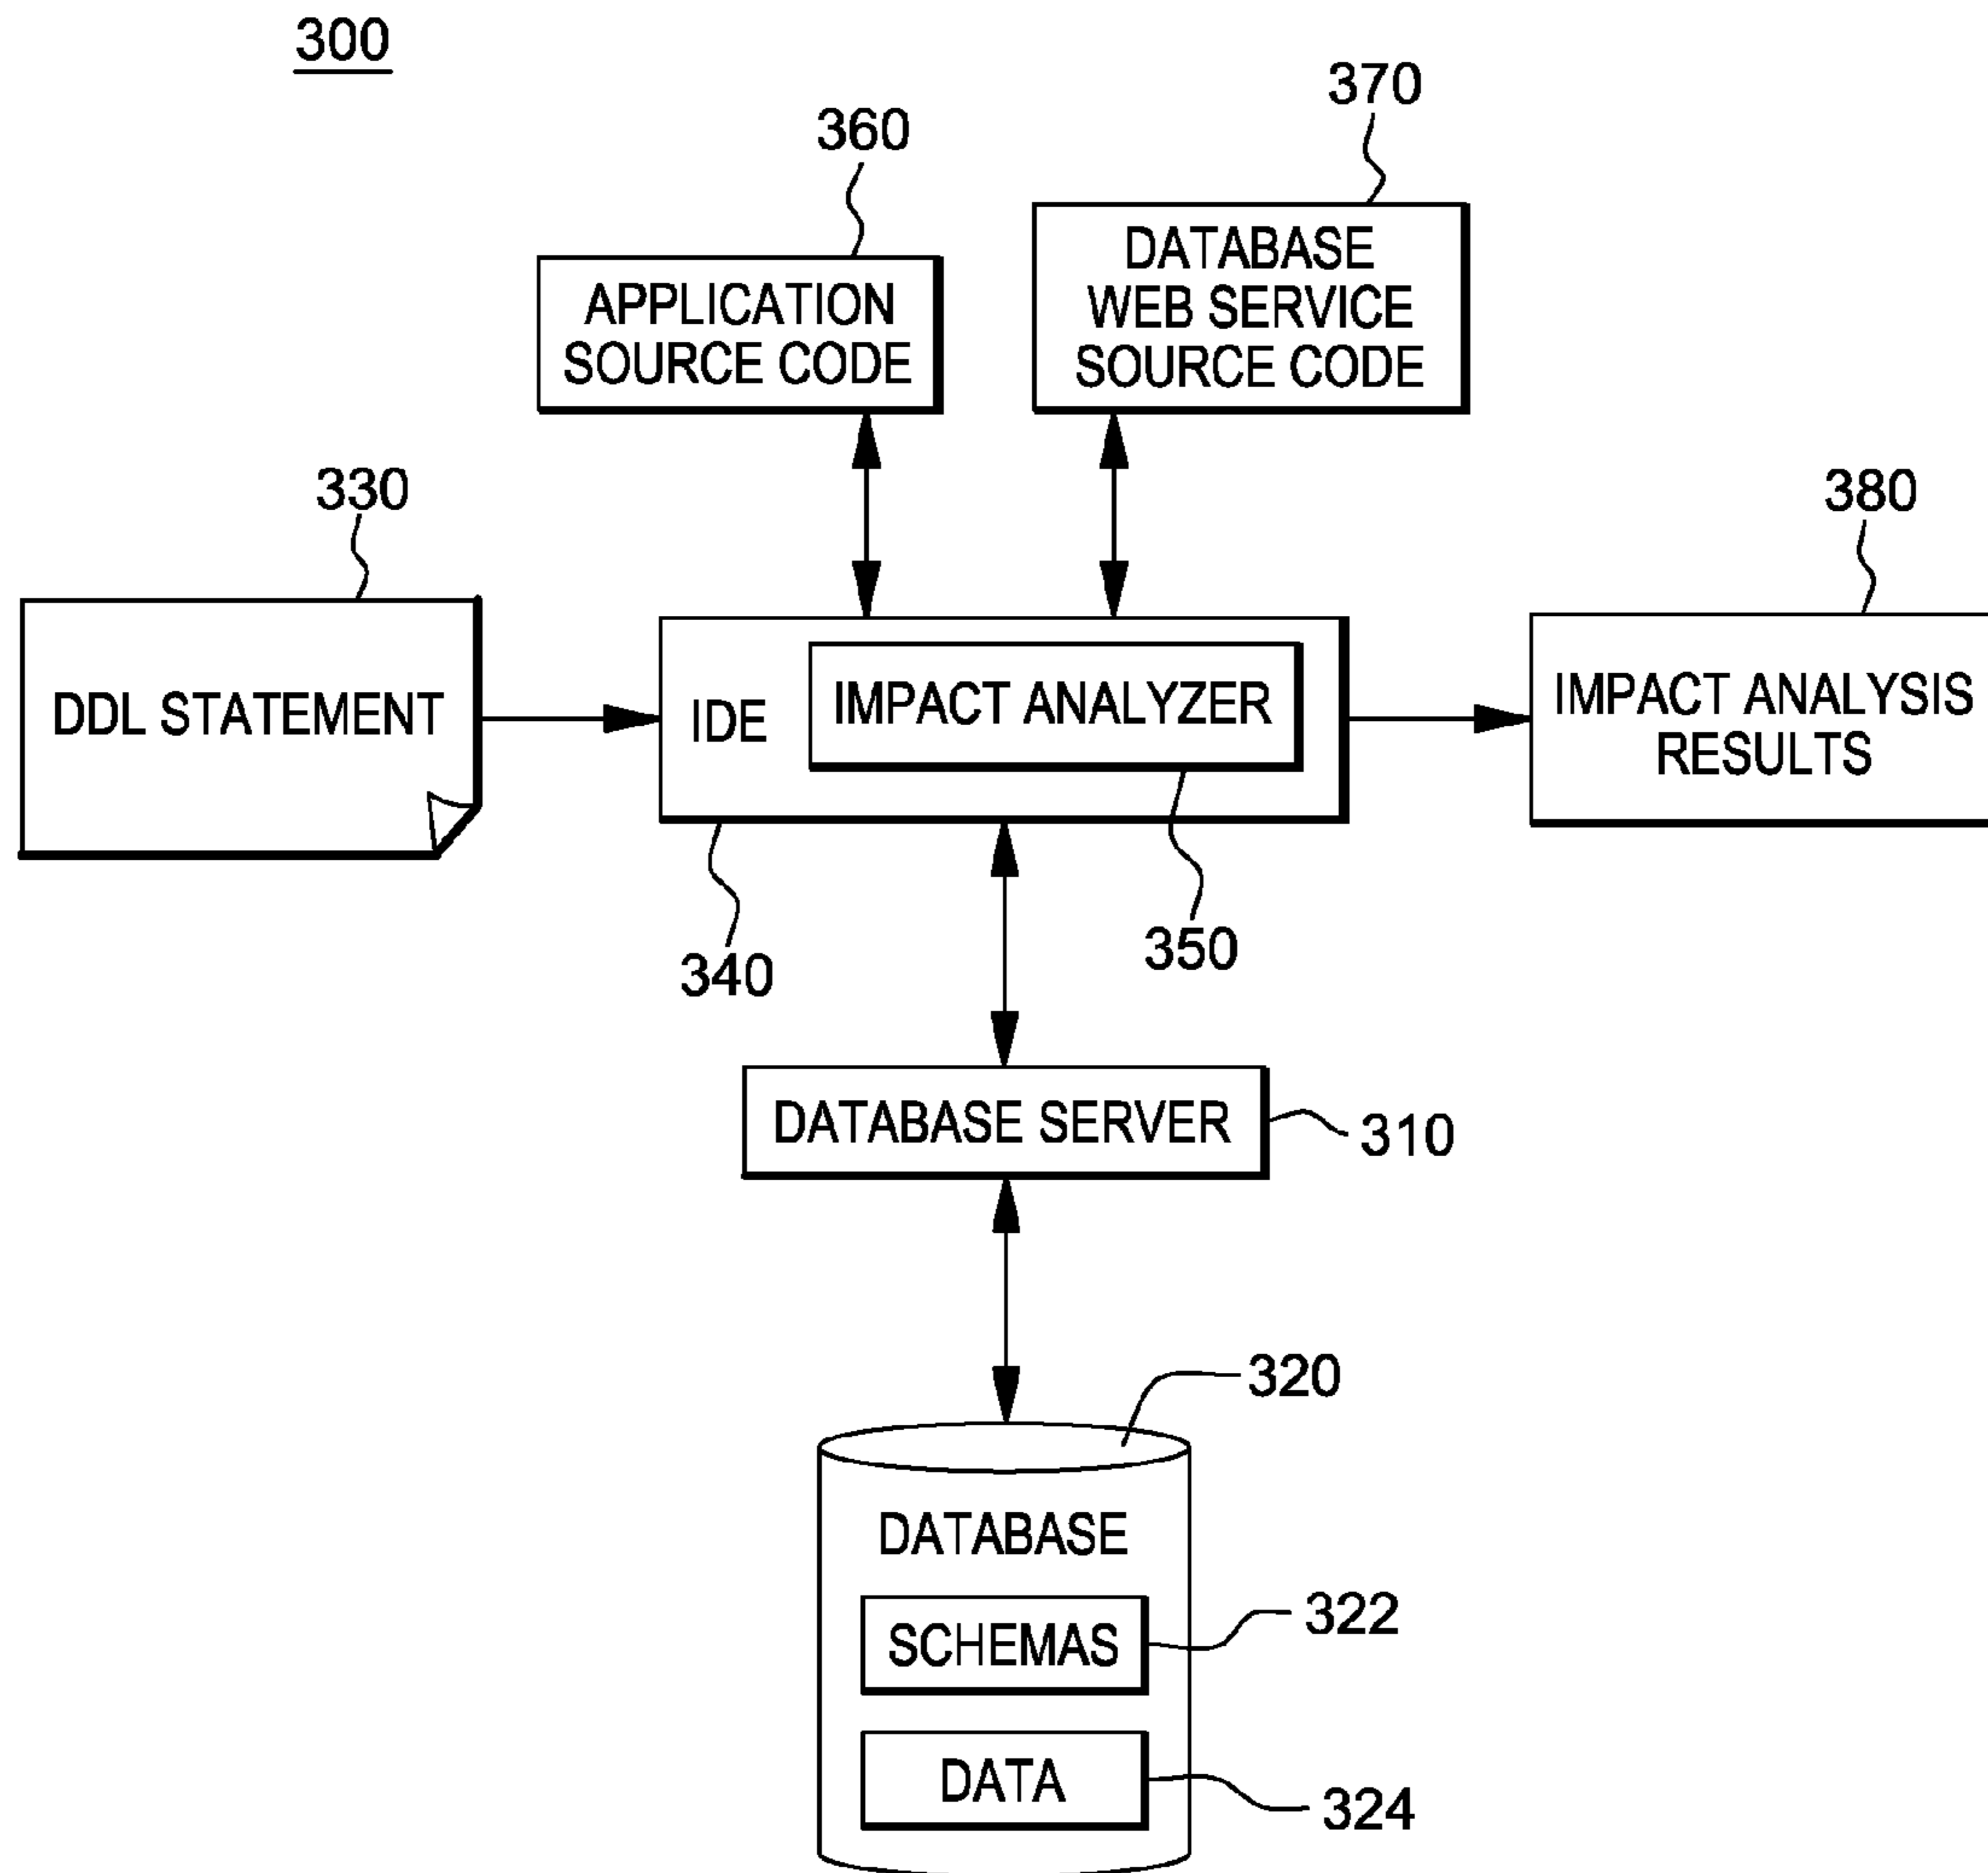 300
370
360
DATABASE
WEB SERVICE
SOURCE CODE
APPLICATION
SOURCE CODE
330
380
DDL STATEMENT
IDE
IMPACT ANALYZER
IMPACT ANALYSIS
RESULTS
350
340
DATABASE SERVER
310
320
DATABASE
SCHEMAS
322
DATA
324